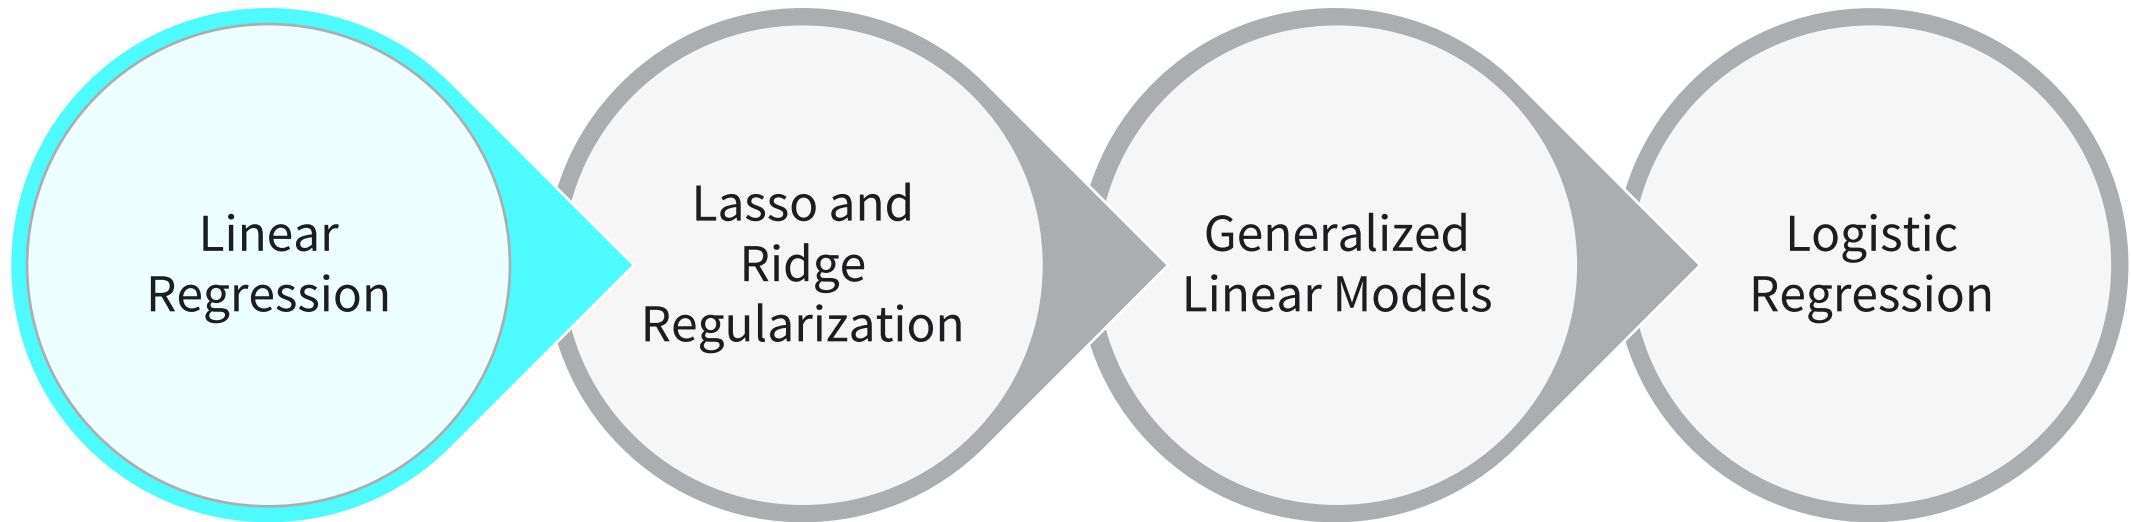 Linear
Regression
Lasso and
Ridge
Regularization
Generalized
Linear Models
Logistic
Regression